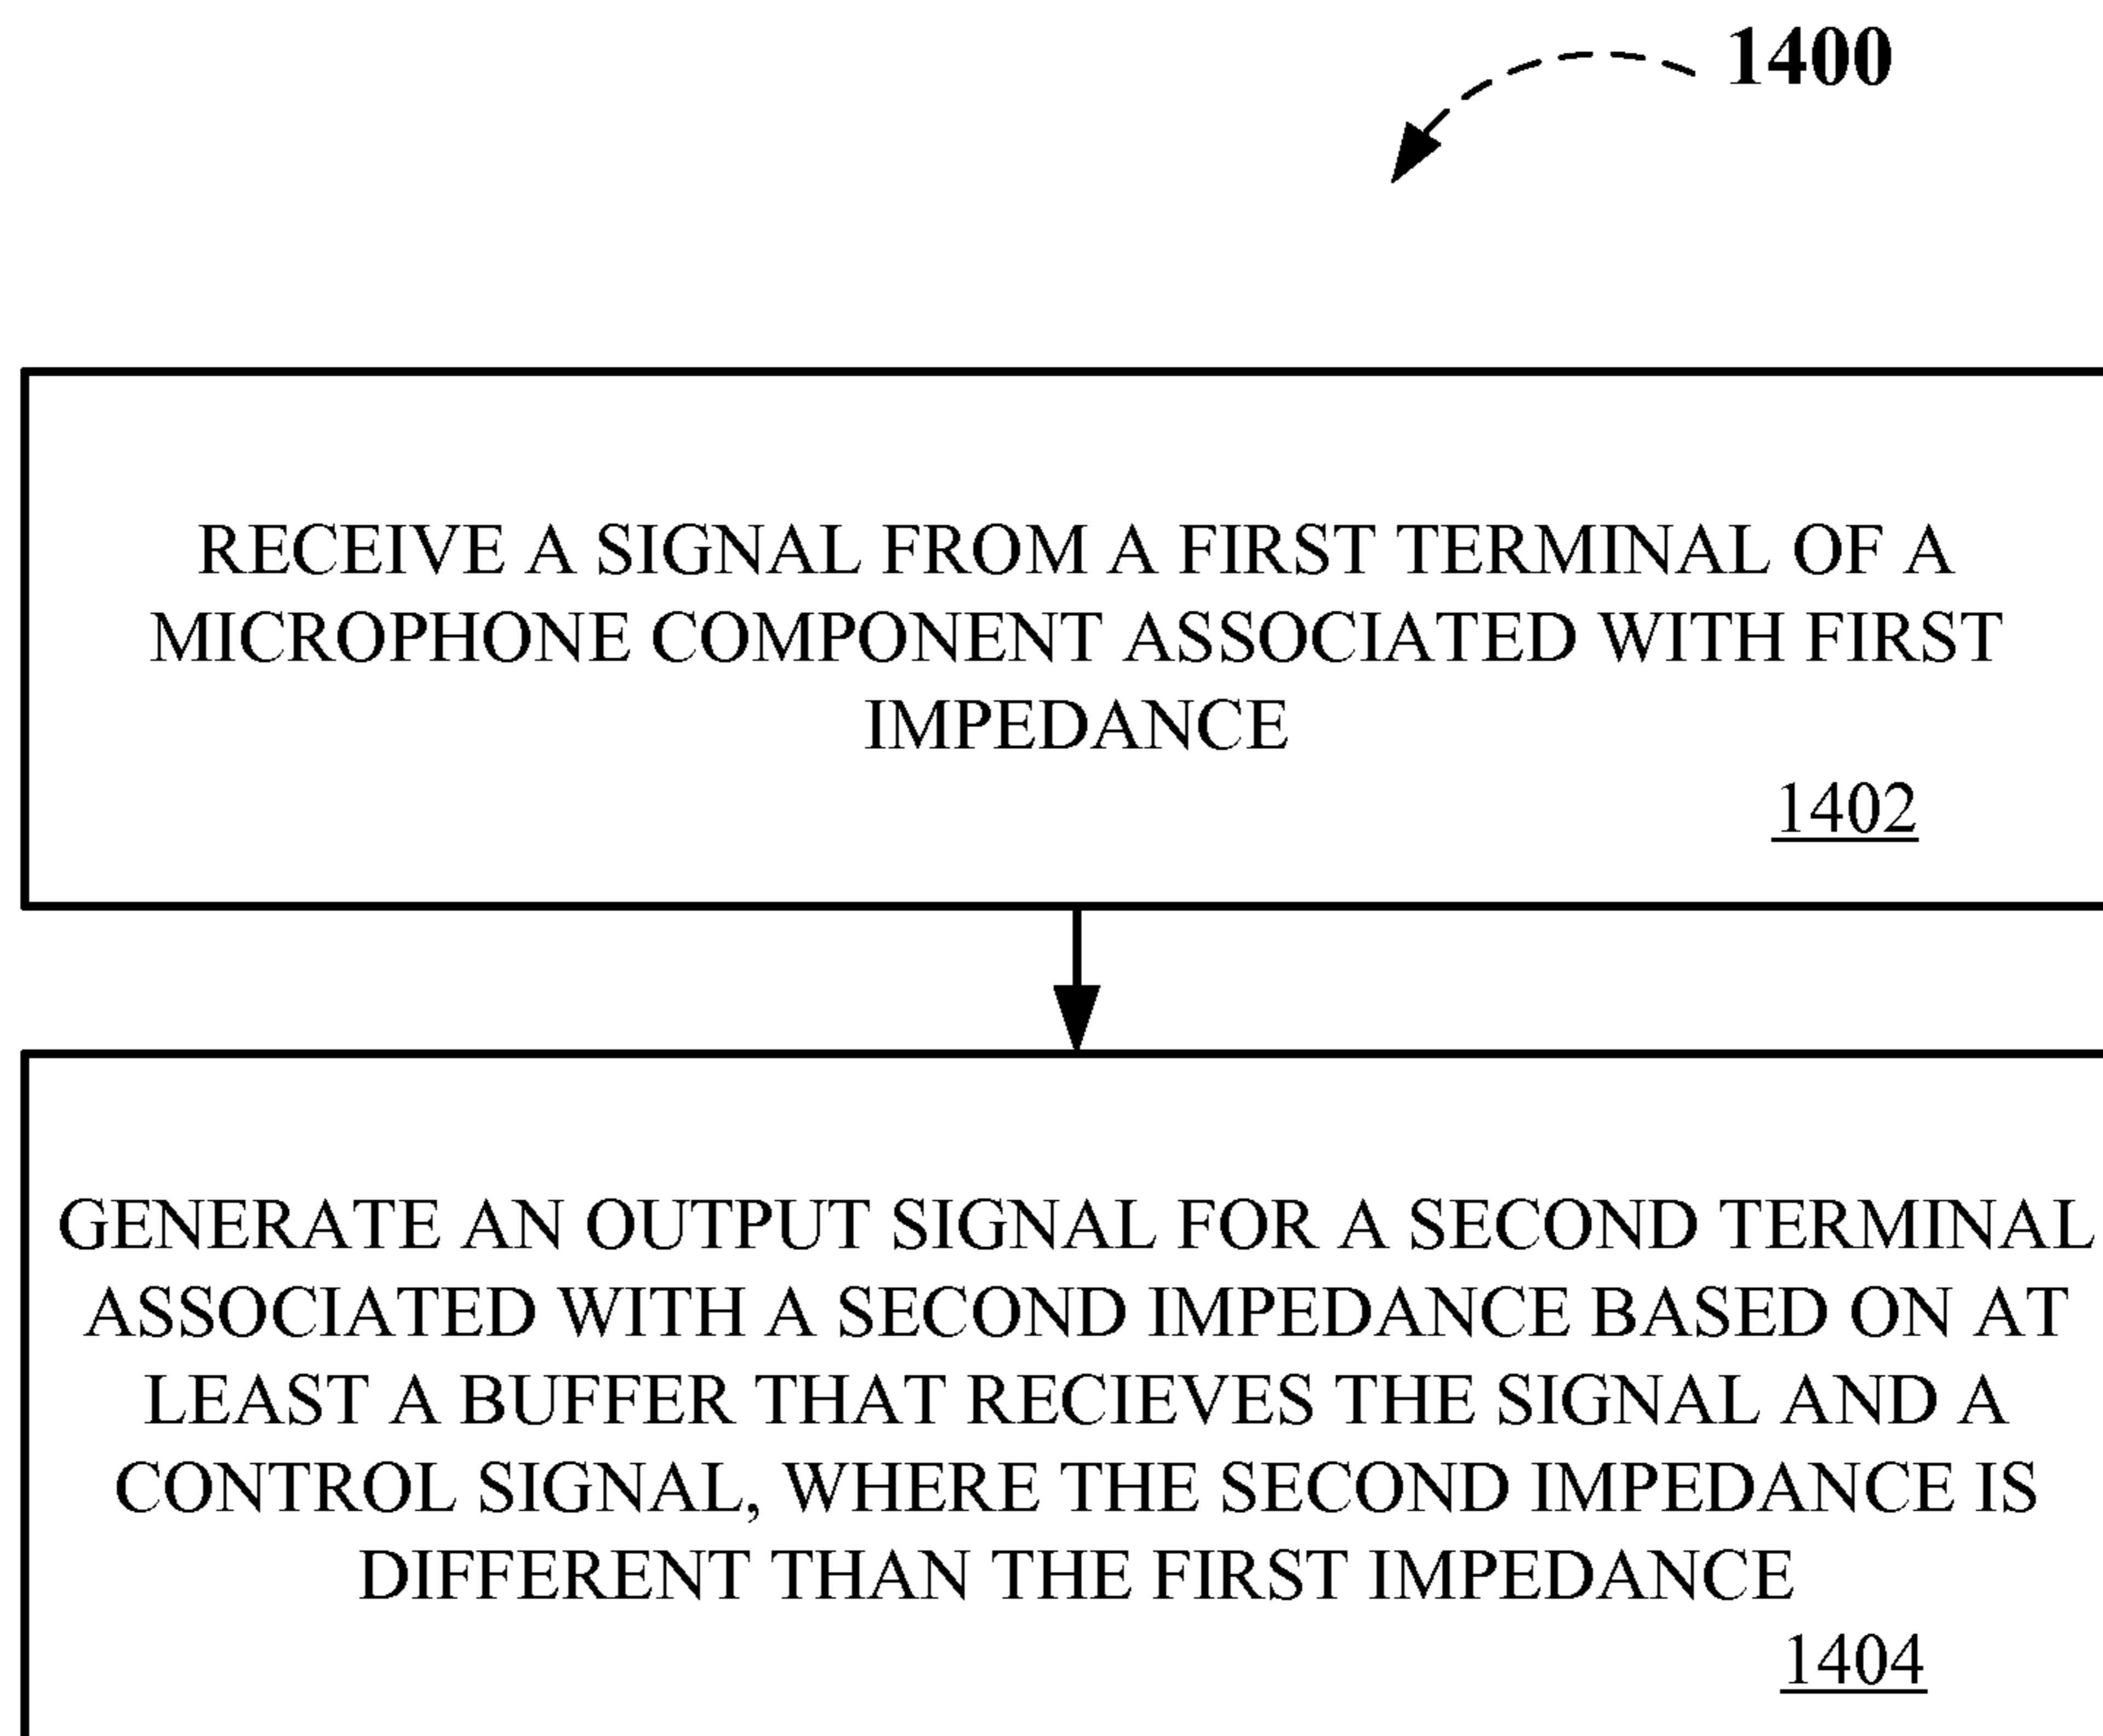 1400
RECEIVE A SIGNAL FROM A FIRST TERMINAL OF A
MICROPHONE COMPONENT ASSOCIATED WITH FIRST
IMPEDANCE
1402
GENERATE AN OUTPUT SIGNAL FOR A SECOND TERMINAL
ASSOCIATED WITH A SECOND IMPEDANCE BASED ON AT
LEAST A BUFFER THAT RECIEVES THE SIGNAL AND A
CONTROL SIGNAL, WHERE THE SECOND IMPEDANCE IS
DIFFERENT THAN THE FIRST IMPEDANCE
1404